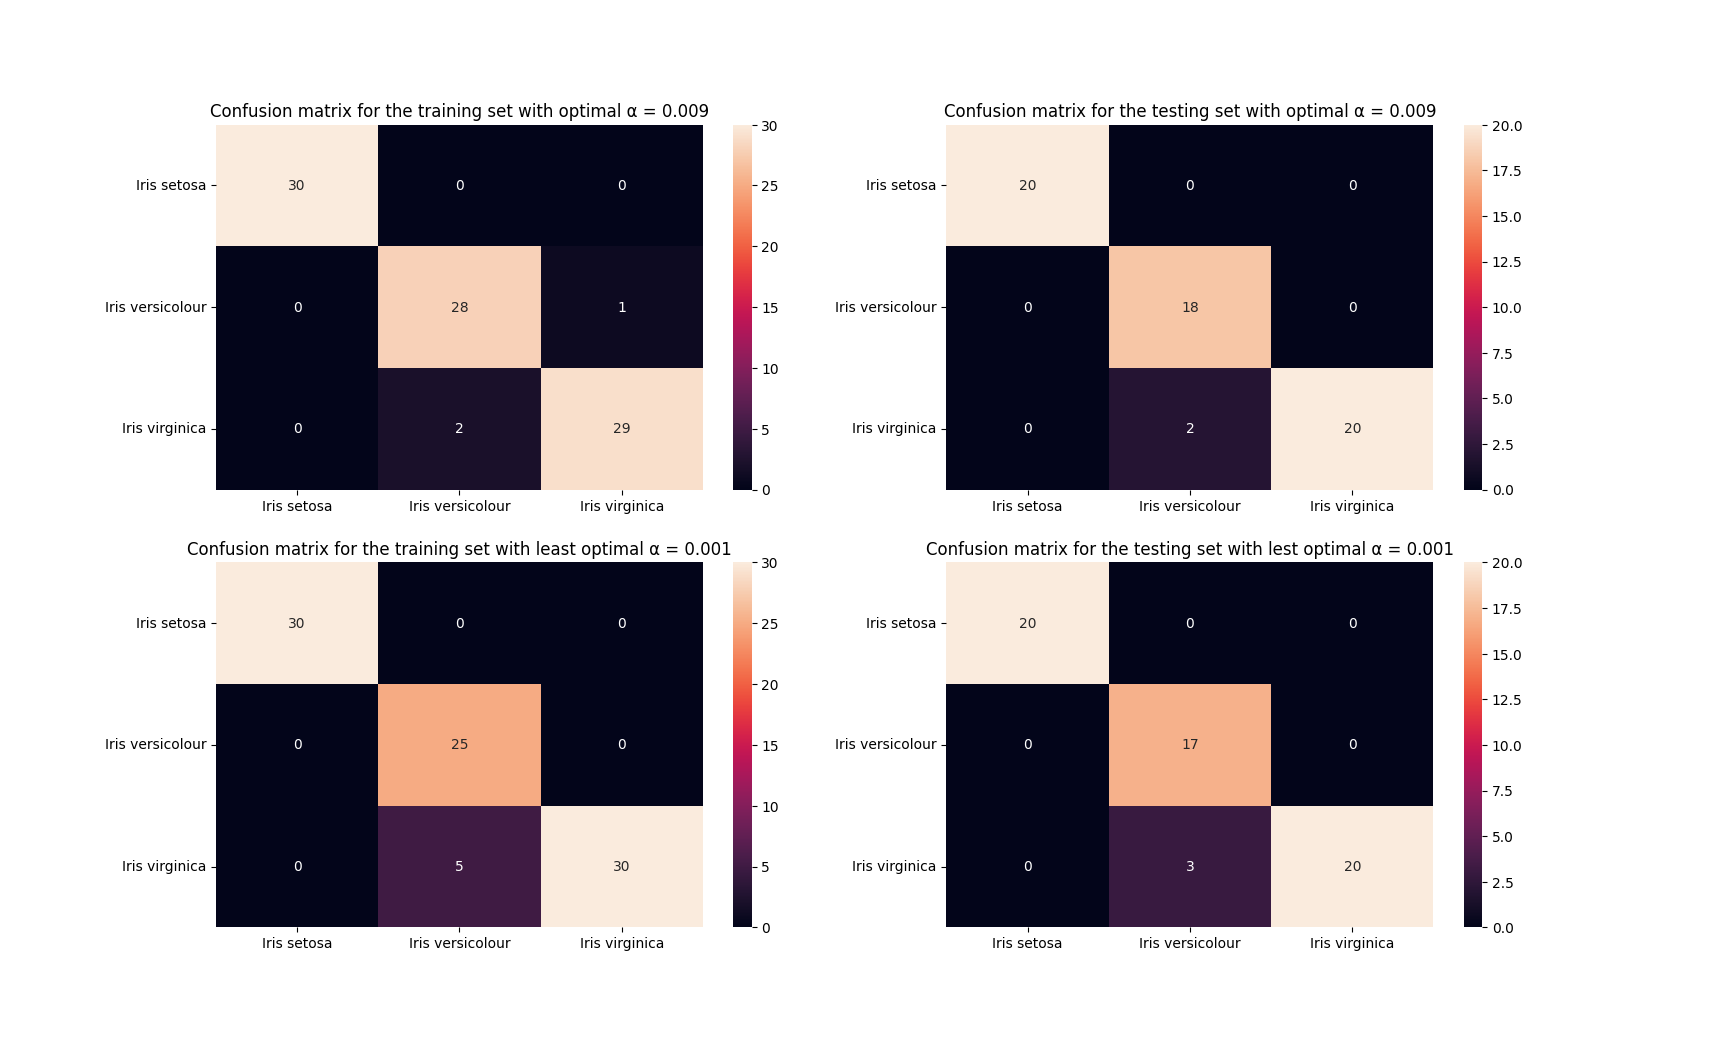 Confusion matrix for the training set with optimal α = 0.009
30
Iris setosa 30 0 0
25
20
Iris versicolour 0 28 1
15
10
Iris virginica 0 2 29
5
0
Iris setosa Iris versicolour Iris virginica
Confusion matrix for the testing set with optimal α = 0.009
20.0
Iris setosa 20 0 0
17.5
15.0
12.5
Iris versicolour 0 18 0
10.0
7.5
5.0
Iris virginica 0 2 20
2.5
0.0
Iris setosa Iris versicolour Iris virginica
Confusion matrix for the training set with least optimal α = 0.001
30
Iris setosa 30 0 0
25
20
Iris versicolour 0 25 0
15
10
Iris virginica 0 5 30
5
0
Iris setosa Iris versicolour Iris virginica
Confusion matrix for the testing set with lest optimal α = 0.001
20.0
Iris setosa 20 0 0
17.5
15.0
12.5
Iris versicolour 0 17 0
10.0
7.5
5.0
Iris virginica 0 3 20
2.5
0.0
Iris setosa Iris versicolour Iris virginica